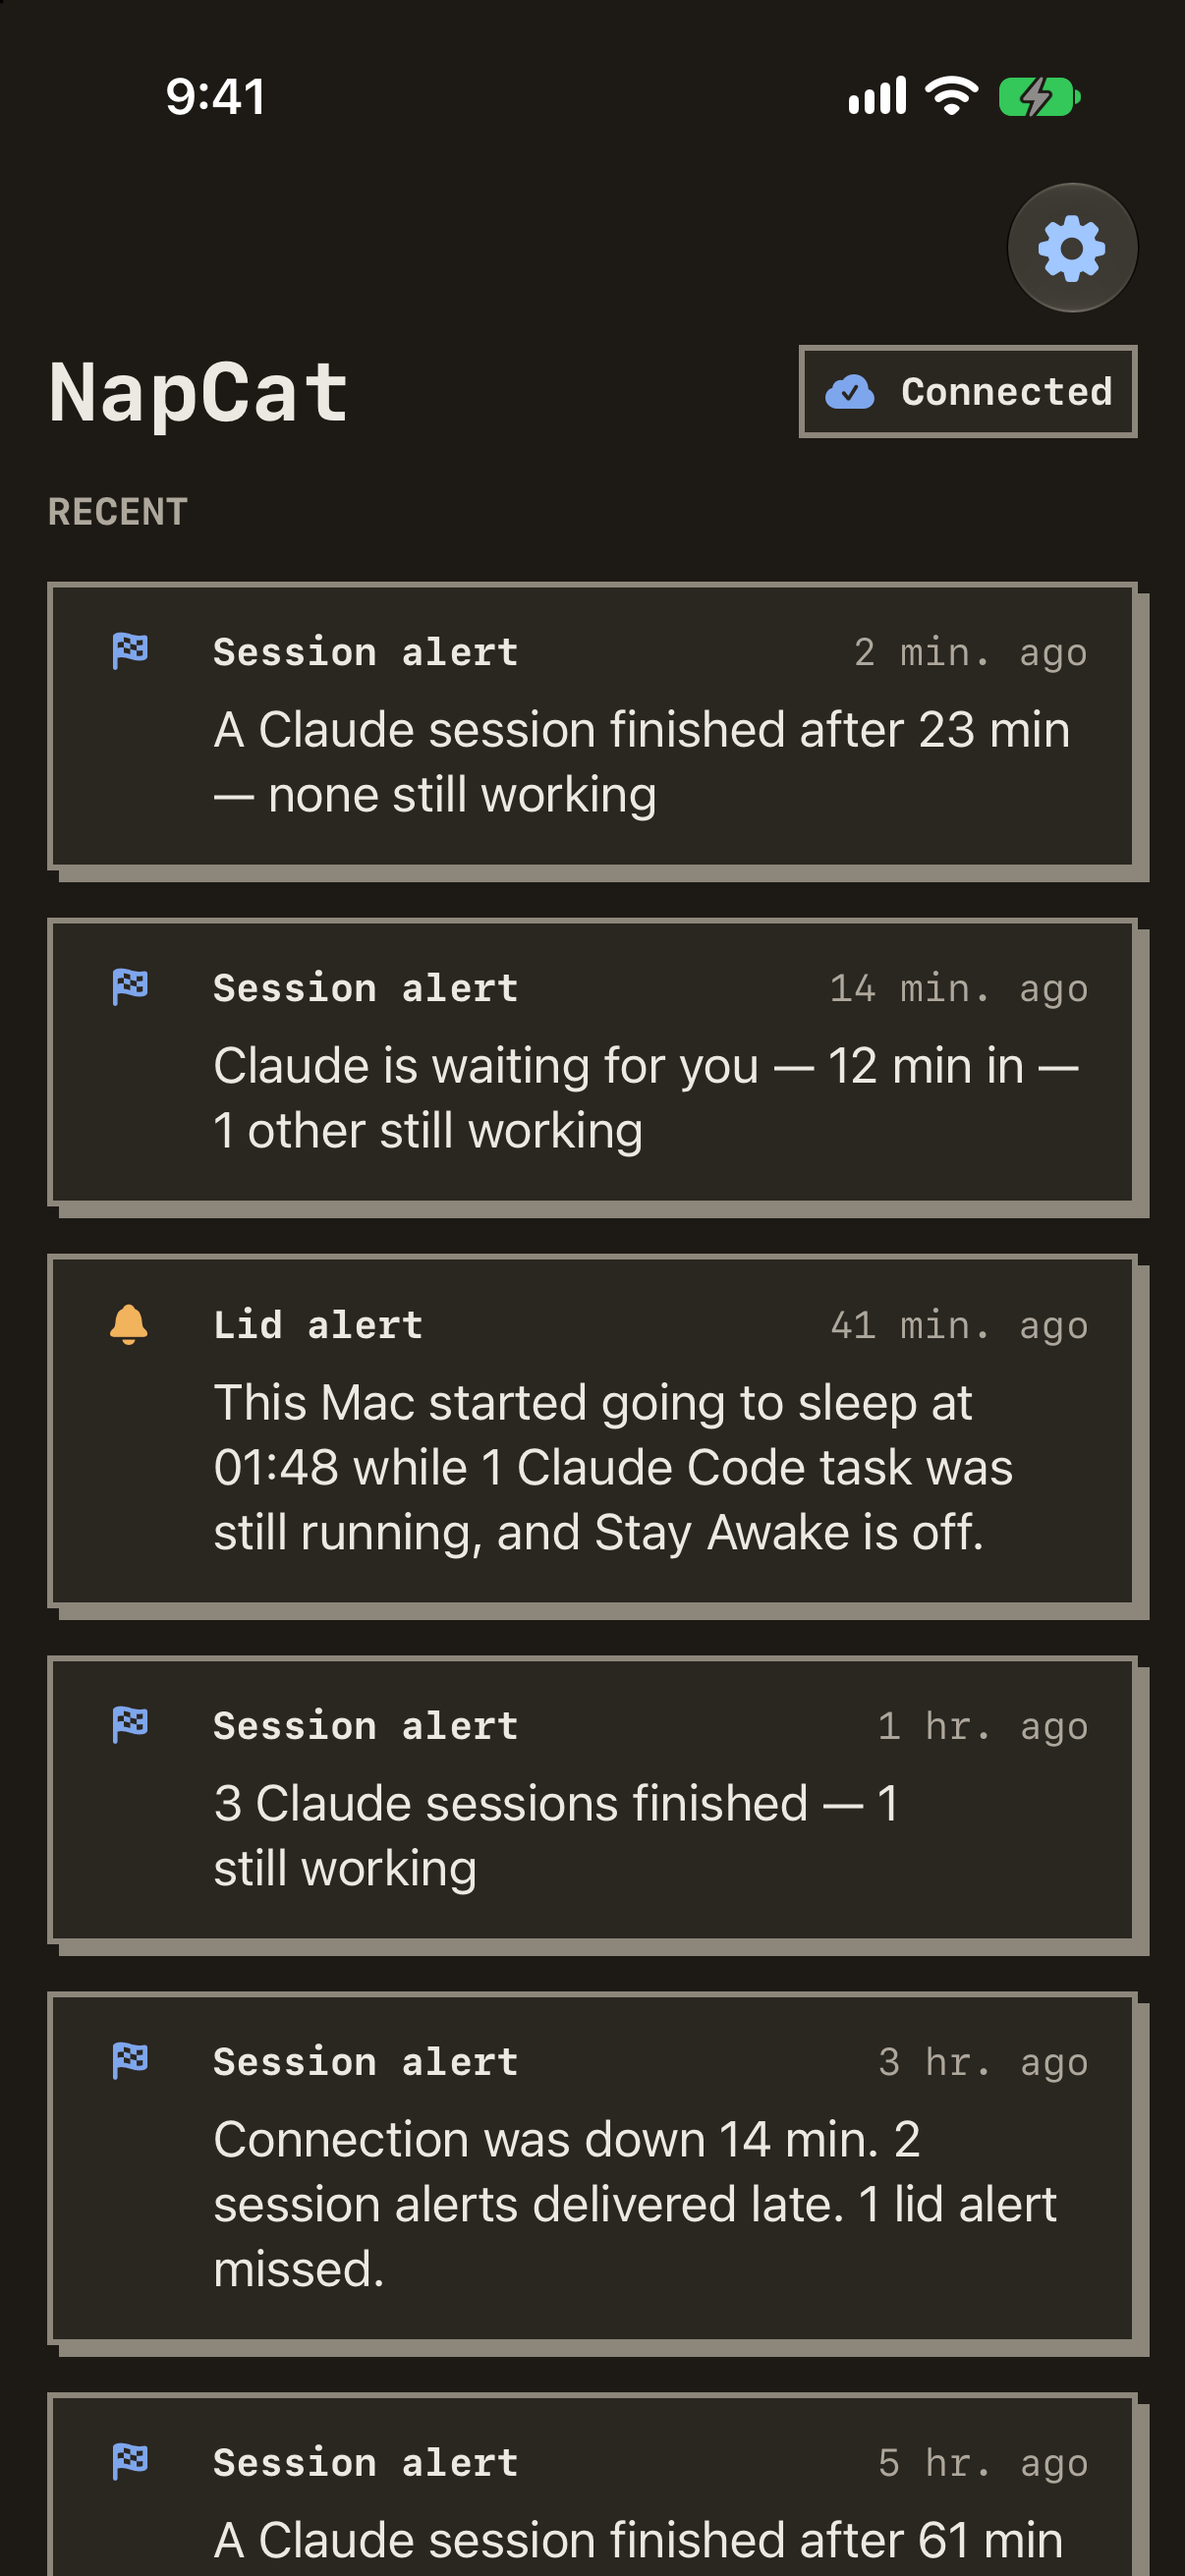 9:41
NapCat
Connected
RECENT
Session alert
2 min. ago
A Claude session finished after 23 min
— none still working
Session alert
14 min. ago
Claude is waiting for you — 12 min in —
1 other still working
Lid alert
41 min. ago
This Mac started going to sleep at
01:48 while 1 Claude Code task was
still running, and Stay Awake is off.
Session alert
1 hr. ago
3 Claude sessions finished — 1
still working
Session alert
3 hr. ago
Connection was down 14 min. 2
session alerts delivered late. 1 lid alert
missed.
Session alert
5 hr. ago
A Claude session finished after 61 min